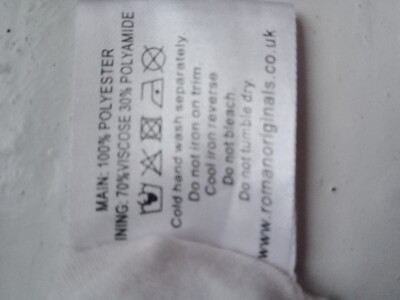 MAIN: 100% POLYESTER
INING: 70% VISCOSE 30% POLYAMIDE
Cold hand wash separately.
Do not iron on trim.
Cool iron reverse.
Do not bleach.
Do not tumble dry.
www.romanoriginals.co.uk